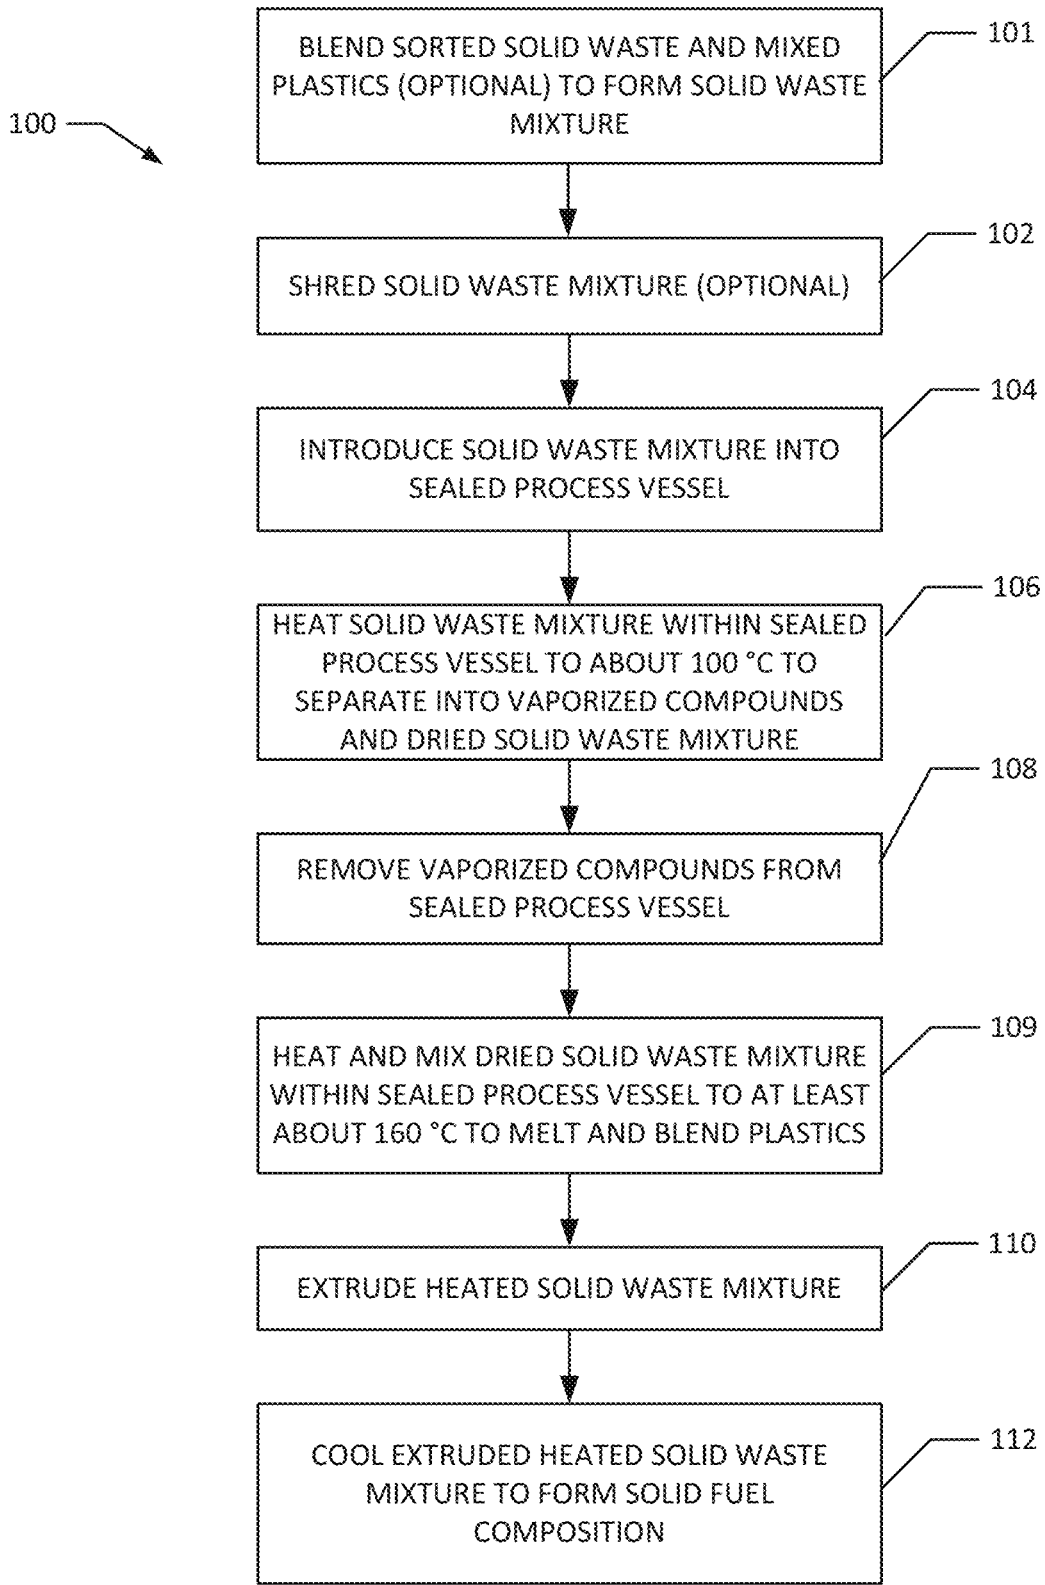 101
BLEND SORTED SOLID WASTE AND MIXED
PLASTICS (OPTIONAL) TO FORM SOLID WASTE
MIXTURE
100
102
SHRED SOLID WASTE MIXTURE (OPTIONAL)
104
INTRODUCE SOLID WASTE MIXTURE INTO
SEALED PROCESS VESSEL
106
HEAT SOLID WASTE MIXTURE WITHIN SEALED
PROCESS VESSEL TO ABOUT 100 °C TO
SEPARATE INTO VAPORIZED COMPOUNDS
AND DRIED SOLID WASTE MIXTURE
108
REMOVE VAPORIZED COMPOUNDS FROM
SEALED PROCESS VESSEL
109
HEAT AND MIX DRIED SOLID WASTE MIXTURE
WITHIN SEALED PROCESS VESSEL TO AT LEAST
ABOUT 160 °C TO MELT AND BLEND PLASTICS
110
EXTRUDE HEATED SOLID WASTE MIXTURE
112
COOL EXTRUDED HEATED SOLID WASTE
MIXTURE TO FORM SOLID FUEL
COMPOSITION